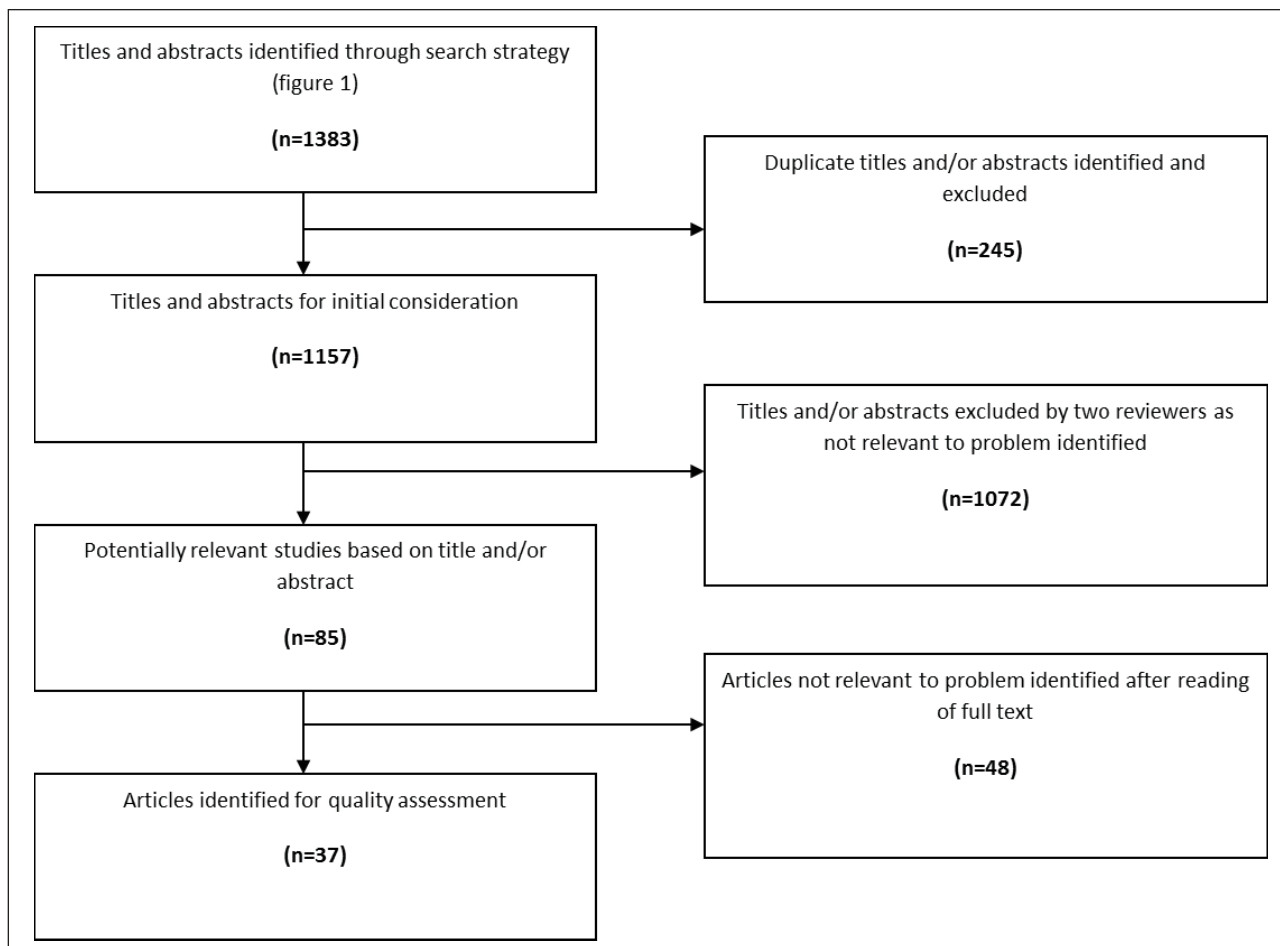 Titles and abstracts identified through search strategy
(figure 1)
(n=1383)
Duplicate titles and/or abstracts identified and
excluded
(n=245)
Titles and abstracts for initial consideration
(n=1157)
Titles and/or abstracts excluded by two reviewers as
not relevant to problem identified
(n=1072)
Potentially relevant studies based on title and/or
abstract
(n=85)
Articles not relevant to problem identified after reading
of full text
(n=48)
Articles identified for quality assessment
(n=37)